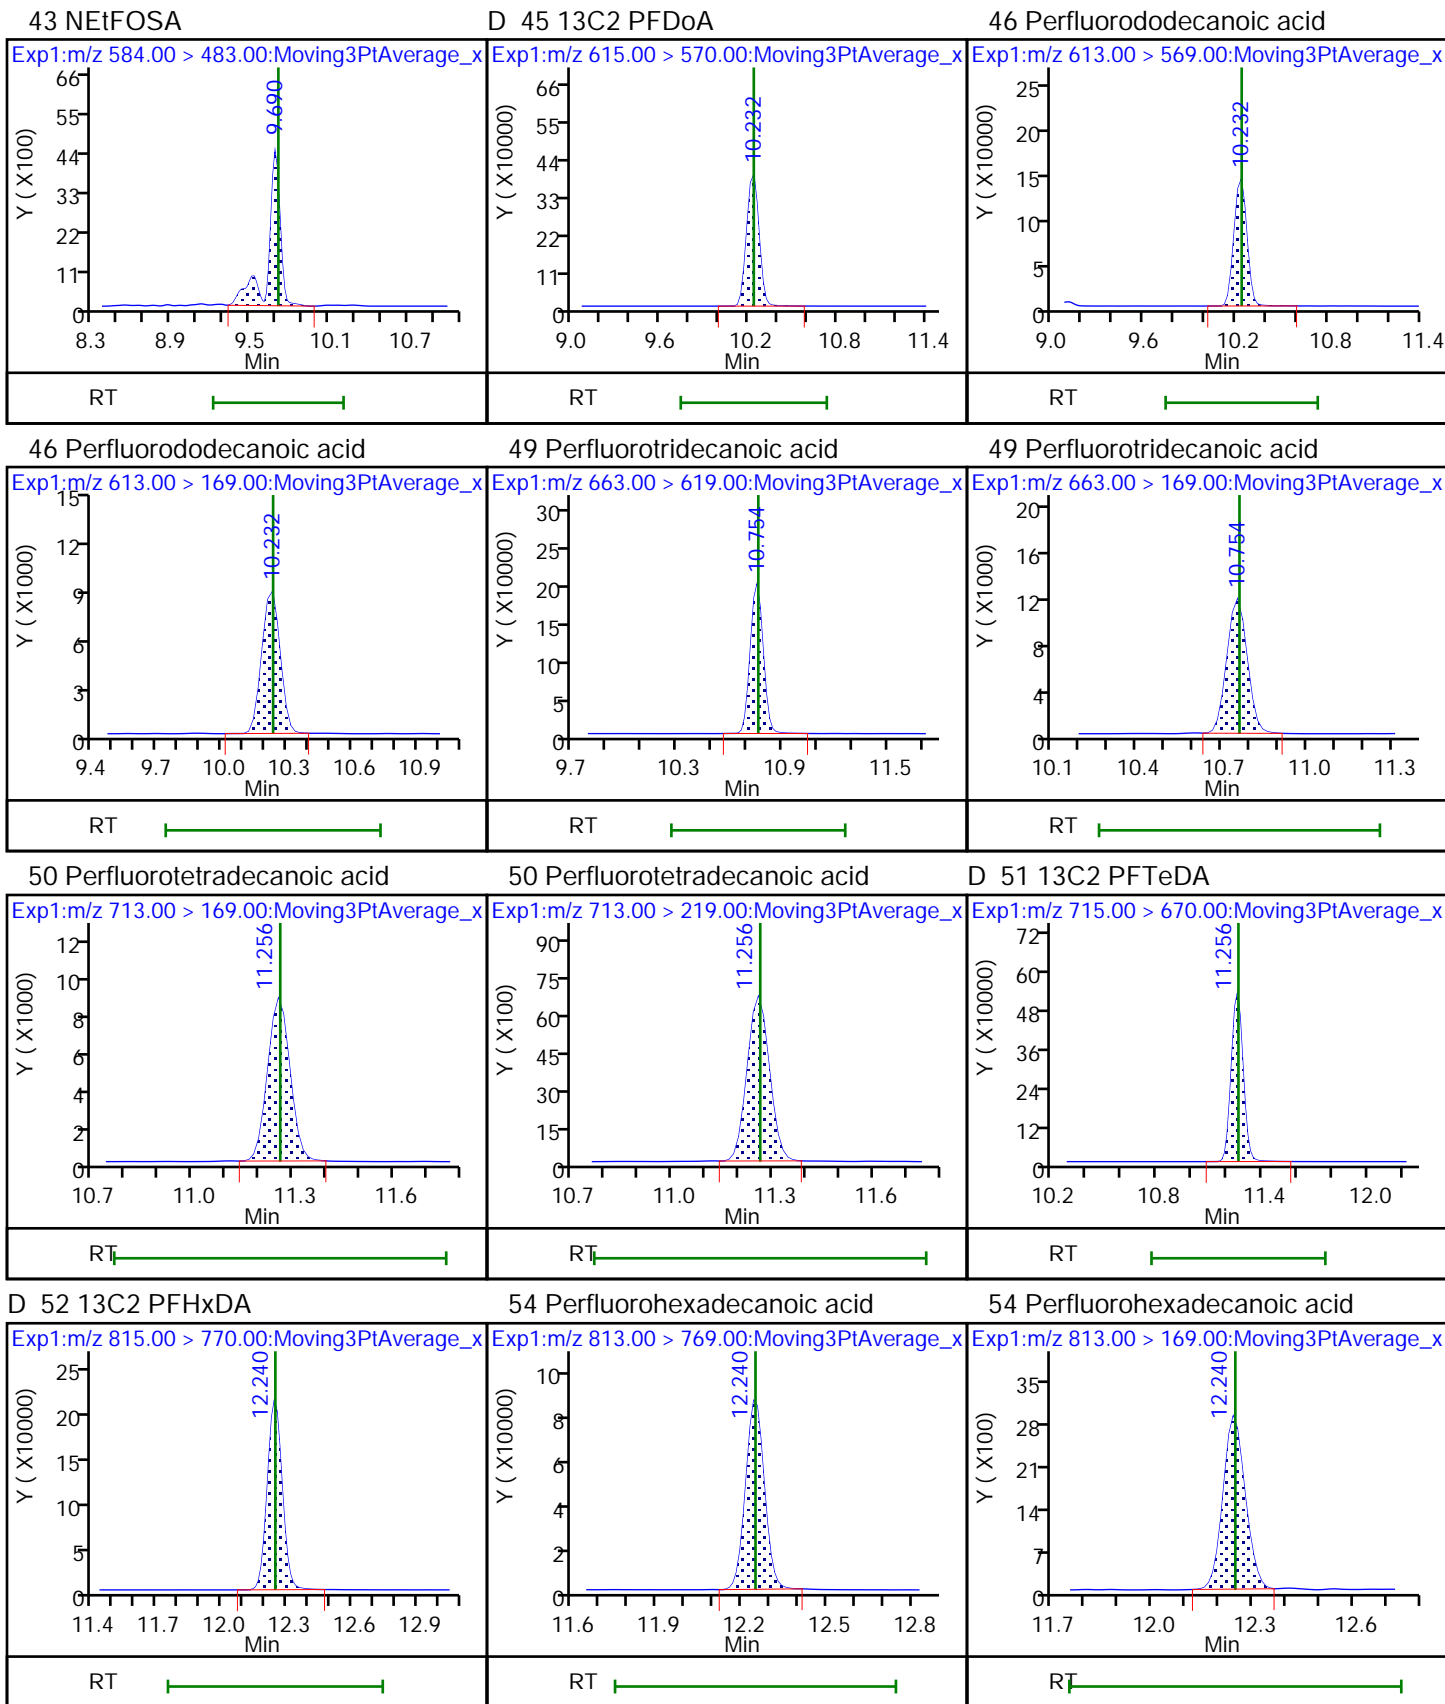 43 NEtFOSA
Exp1:m/z 584.00 > 483.00:Moving3PtAverage_x
Y ( X1000)
66
55
44
33
22
11
0
9.690
8.3 8.9 9.5 10.1 10.7
Min
RT
D 45 13C2 PFDoA
Exp1:m/z 615.00 > 570.00:Moving3PtAverage_x
Y ( X10000)
66
55
44
33
22
11
0
10.232
9.0 9.6 10.2 10.8 11.4
Min
RT
46 Perfluorododecanoic acid
Exp1:m/z 613.00 > 569.00:Moving3PtAverage_x
Y ( X10000)
25
20
15
10
5
0
10.232
9.0 9.6 10.2 10.8 11.4
Min
RT
46 Perfluorododecanoic acid
Exp1:m/z 613.00 > 169.00:Moving3PtAverage_x
Y ( X1000)
15
12
9
6
3
0
10.232
9.4 9.7 10.0 10.3 10.6 10.9
Min
RT
49 Perfluorotridecanoic acid
Exp1:m/z 663.00 > 619.00:Moving3PtAverage_x
Y ( X10000)
30
25
20
15
10
5
0
10.754
9.7 10.3 10.9 11.5
Min
RT
49 Perfluorotridecanoic acid
Exp1:m/z 663.00 > 169.00:Moving3PtAverage_x
Y ( X1000)
20
16
12
8
4
0
10.754
10.1 10.4 10.7 11.0 11.3
Min
RT
50 Perfluorotetradecanoic acid
Exp1:m/z 713.00 > 169.00:Moving3PtAverage_x
Y ( X1000)
12
10
8
6
4
2
0
11.256
10.7 11.0 11.3 11.6
Min
RT
50 Perfluorotetradecanoic acid
Exp1:m/z 713.00 > 219.00:Moving3PtAverage_x
Y ( X100)
90
75
60
45
30
15
0
11.256
10.7 11.0 11.3 11.6
Min
RT
D 51 13C2 PFTeDA
Exp1:m/z 715.00 > 670.00:Moving3PtAverage_x
Y ( X10000)
72
60
48
36
24
12
0
11.256
10.2 10.8 11.4 12.0
Min
RT
D 52 13C2 PFHxDA
Exp1:m/z 815.00 > 770.00:Moving3PtAverage_x
Y ( X10000)
25
20
15
10
5
0
12.240
11.4 11.7 12.0 12.3 12.6 12.9
Min
RT
54 Perfluorohexadecanoic acid
Exp1:m/z 813.00 > 769.00:Moving3PtAverage_x
Y ( X10000)
10
8
6
4
2
0
12.240
11.6 11.9 12.2 12.5 12.8
Min
RT
54 Perfluorohexadecanoic acid
Exp1:m/z 813.00 > 169.00:Moving3PtAverage_x
Y ( X100)
35
28
21
14
7
0
12.240
11.7 12.0 12.3 12.6
Min
RT